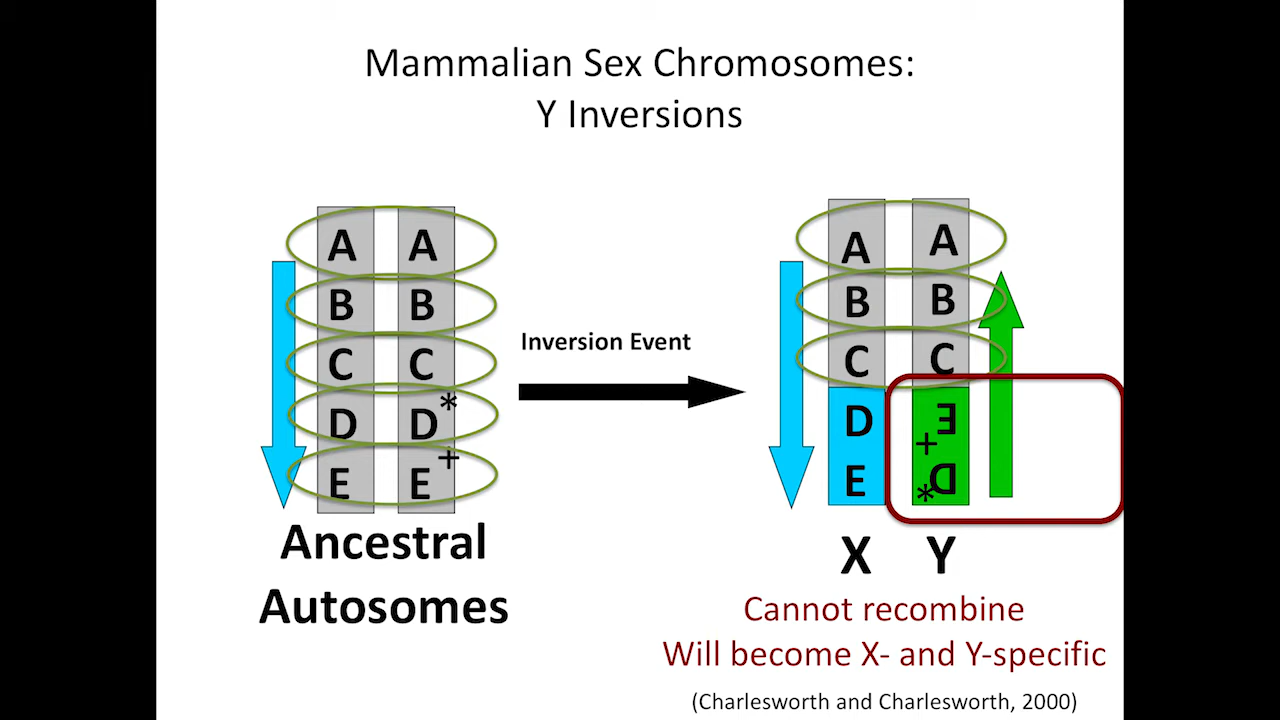 Mammalian Sex Chromosomes:
Y Inversions
A A
B B
C C
D D*
E E+
Ancestral
Autosomes
Inversion Event
A A
B B
C C
D E+
E D*
X Y
Cannot recombine
Will become X- and Y-specific
(Charlesworth and Charlesworth, 2000)